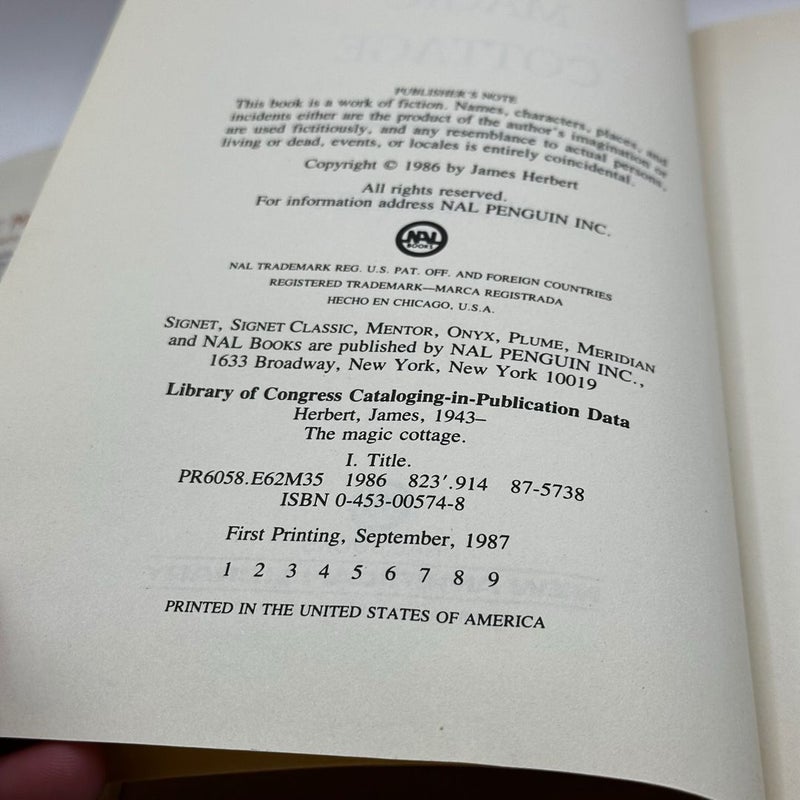 PUBLISHER'S NOTE
This book is a work of fiction. Names, characters, places, and
incidents either are the product of the author's imagination or
are used fictitiously, and any resemblance to actual persons,
living or dead, events, or locales is entirely coincidental.
Copyright © 1986 by James Herbert
All rights reserved.
For information address NAL PENGUIN INC.
NAL
BOOKS
NAL TRADEMARK REG. U.S. PAT. OFF. AND FOREIGN COUNTRIES
REGISTERED TRADEMARK—MARCA REGISTRADA
HECHO EN CHICAGO, U.S.A.
SIGNET, SIGNET CLASSIC, MENTOR, ONYX, PLUME, MERIDIAN
and NAL BOOKS are published by NAL PENGUIN INC.,
1633 Broadway, New York, New York 10019
Library of Congress Cataloging-in-Publication Data
Herbert, James, 1943–
The magic cottage.
I. Title.
PR6058.E62M35 1986 823'.914 87-5738
ISBN 0-453-00574-8
First Printing, September, 1987
1 2 3 4 5 6 7 8 9
PRINTED IN THE UNITED STATES OF AMERICA